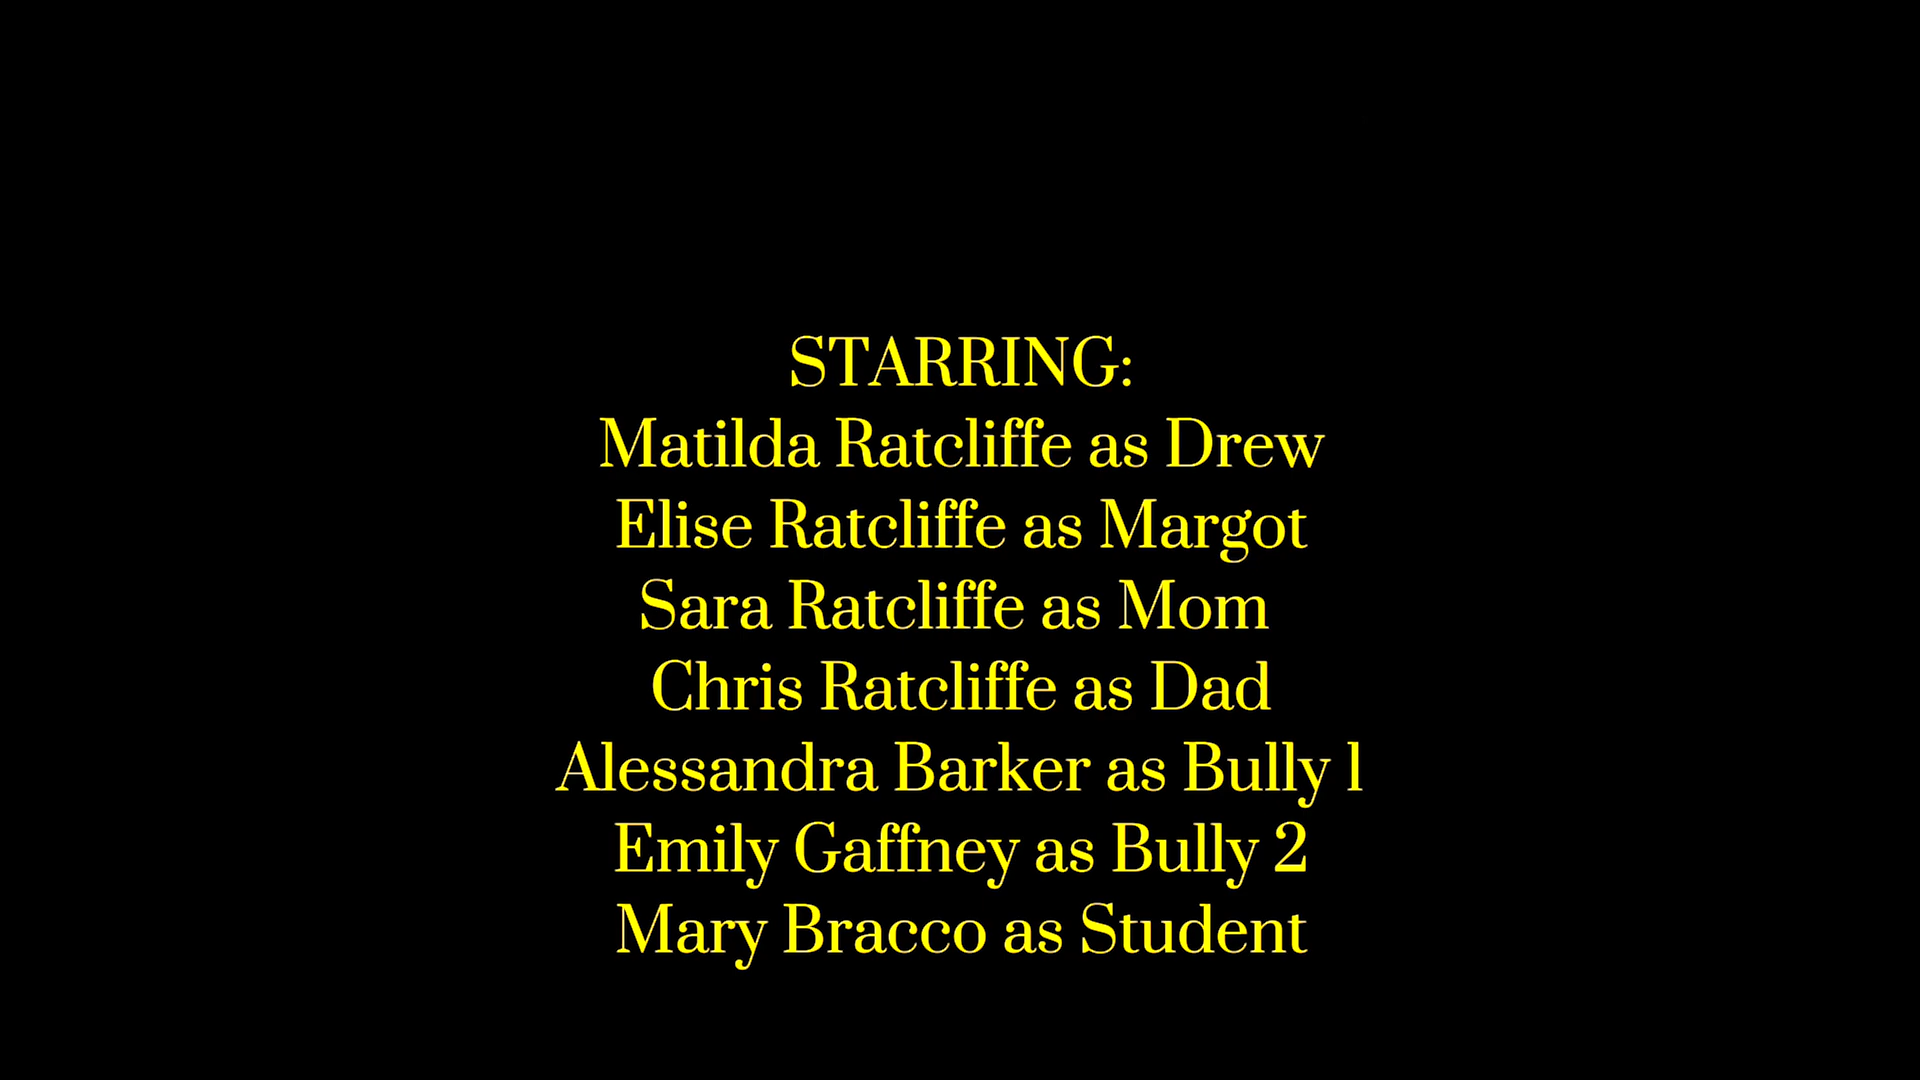 STARRING:
Matilda Ratcliffe as Drew
Elise Ratcliffe as Margot
Sara Ratcliffe as Mom
Chris Ratcliffe as Dad
Alessandra Barker as Bully 1
Emily Gaffney as Bully 2
Mary Bracco as Student